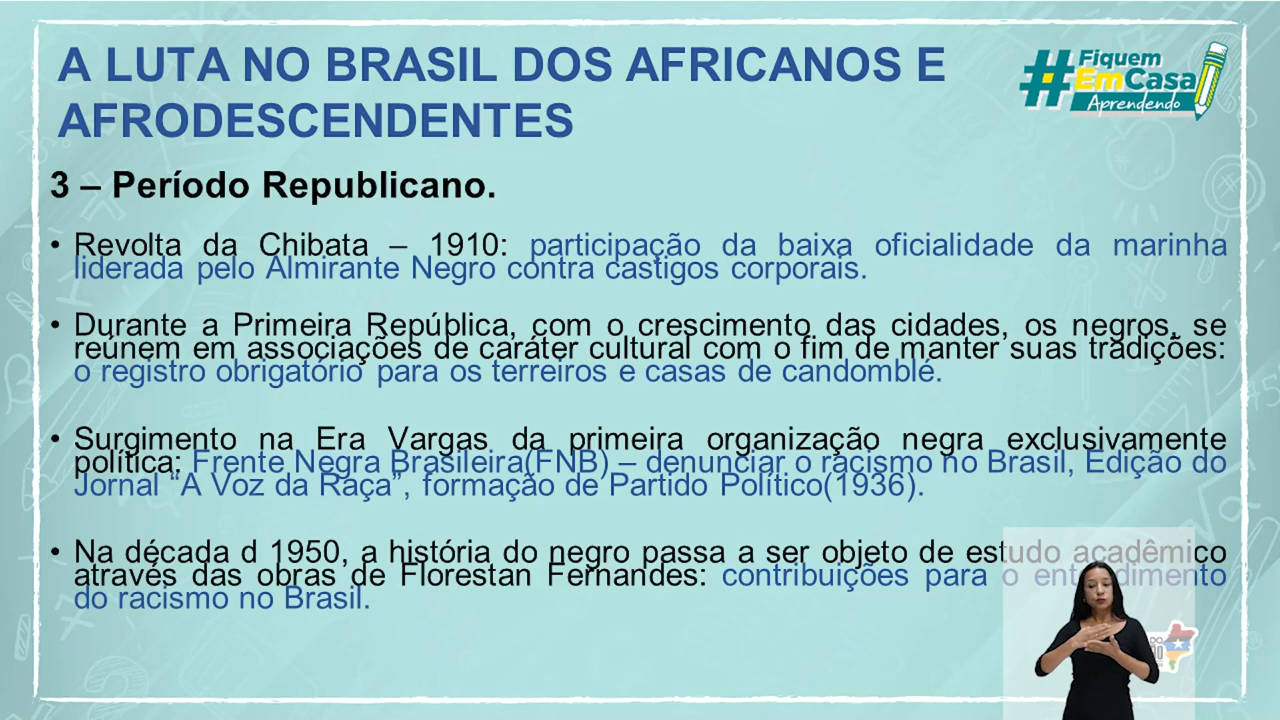 A LUTA NO BRASIL DOS AFRICANOS E
AFRODESCENDENTES
#Fiquem
EmCasa
Aprendendo
3 – Período Republicano.
• Revolta da Chibata – 1910: participação da baixa oficialidade da marinha
liderada pelo Almirante Negro contra castigos corporais.
• Durante a Primeira República, com o crescimento das cidades, os negros, se
reúnem em associações de caráter cultural com o fim de manter suas tradições:
o registro obrigatório para os terreiros e casas de candomblé.
• Surgimento na Era Vargas da primeira organização negra exclusivamente
política: Frente Negra Brasileira(FNB) – denunciar o racismo no Brasil, Edição do
Jornal “A Voz da Raça”, formação de Partido Político(1936).
• Na década d 1950, a história do negro passa a ser objeto de estudo acadêmico
através das obras de Florestan Fernandes: contribuições para o entendimento
do racismo no Brasil.